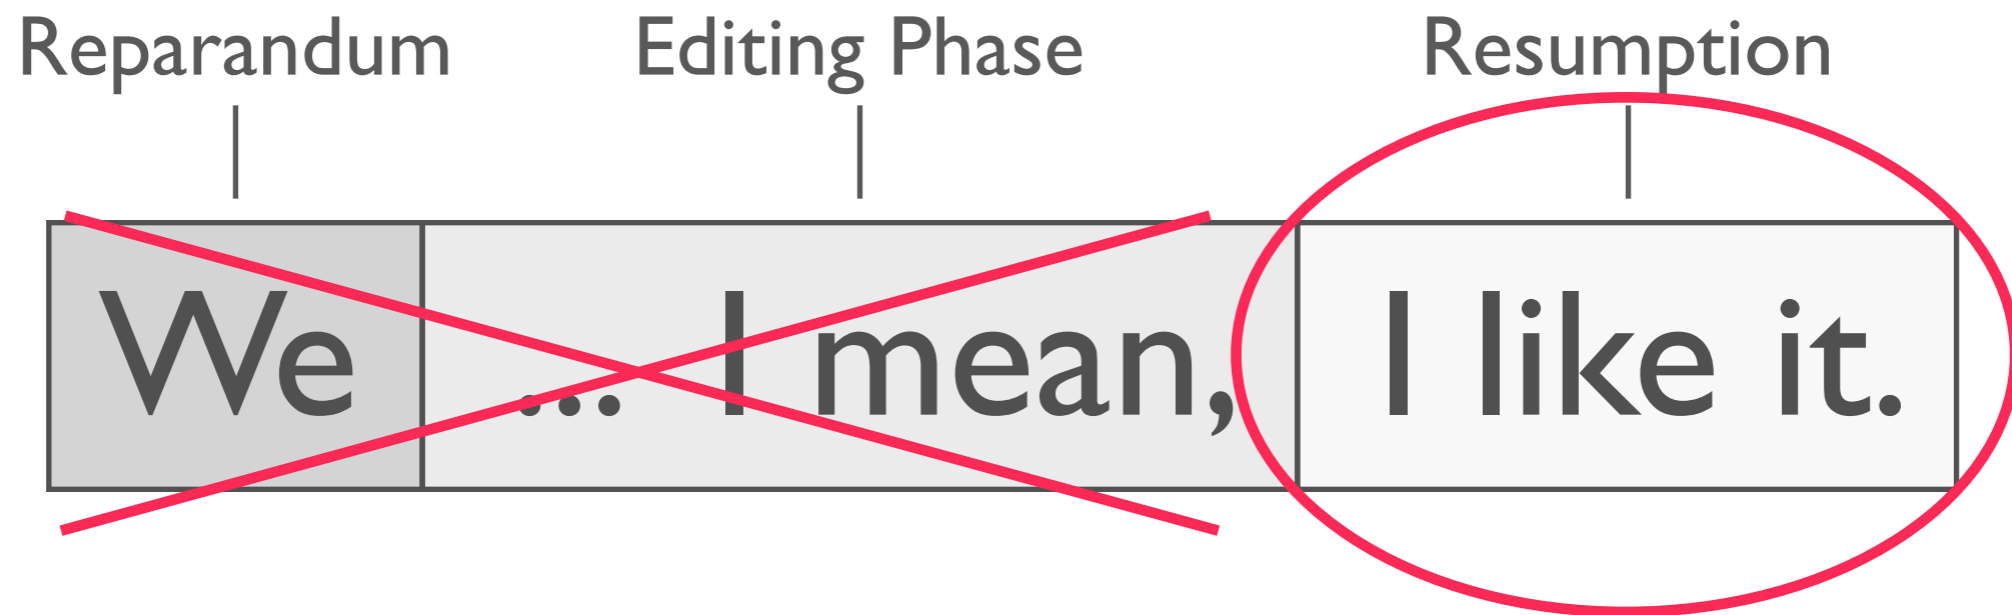 Reparandum Editing Phase Resumption
We ... I mean, I like it.